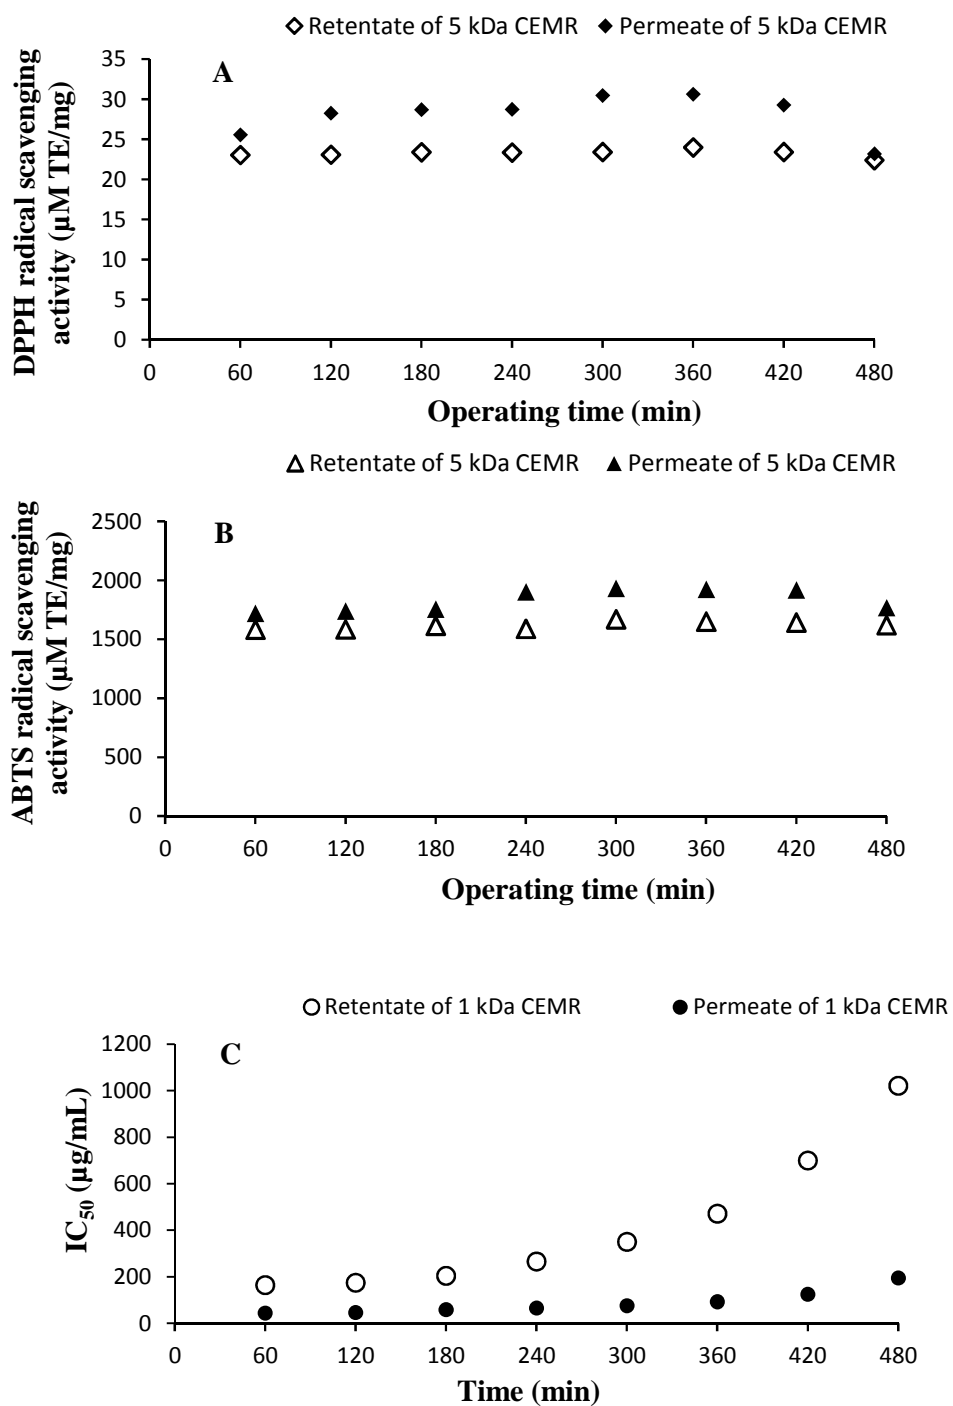 Retentate of 5 kDa CEMR Permeate of 5 kDa CEMR
A
DPPH radical scavenging
activity (µM TE/mg)
35
30
25
20
15
10
5
0
0 60 120 180 240 300 360 420 480
Operating time (min)
Retentate of 5 kDa CEMR Permeate of 5 kDa CEMR
B
ABTS radical scavenging
activity (µM TE/mg)
2500
2000
1500
1000
500
0
0 60 120 180 240 300 360 420 480
Operating time (min)
Retentate of 1 kDa CEMR Permeate of 1 kDa CEMR
C
IC50 (µg/mL)
1200
1000
800
600
400
200
0
0 60 120 180 240 300 360 420 480
Time (min)